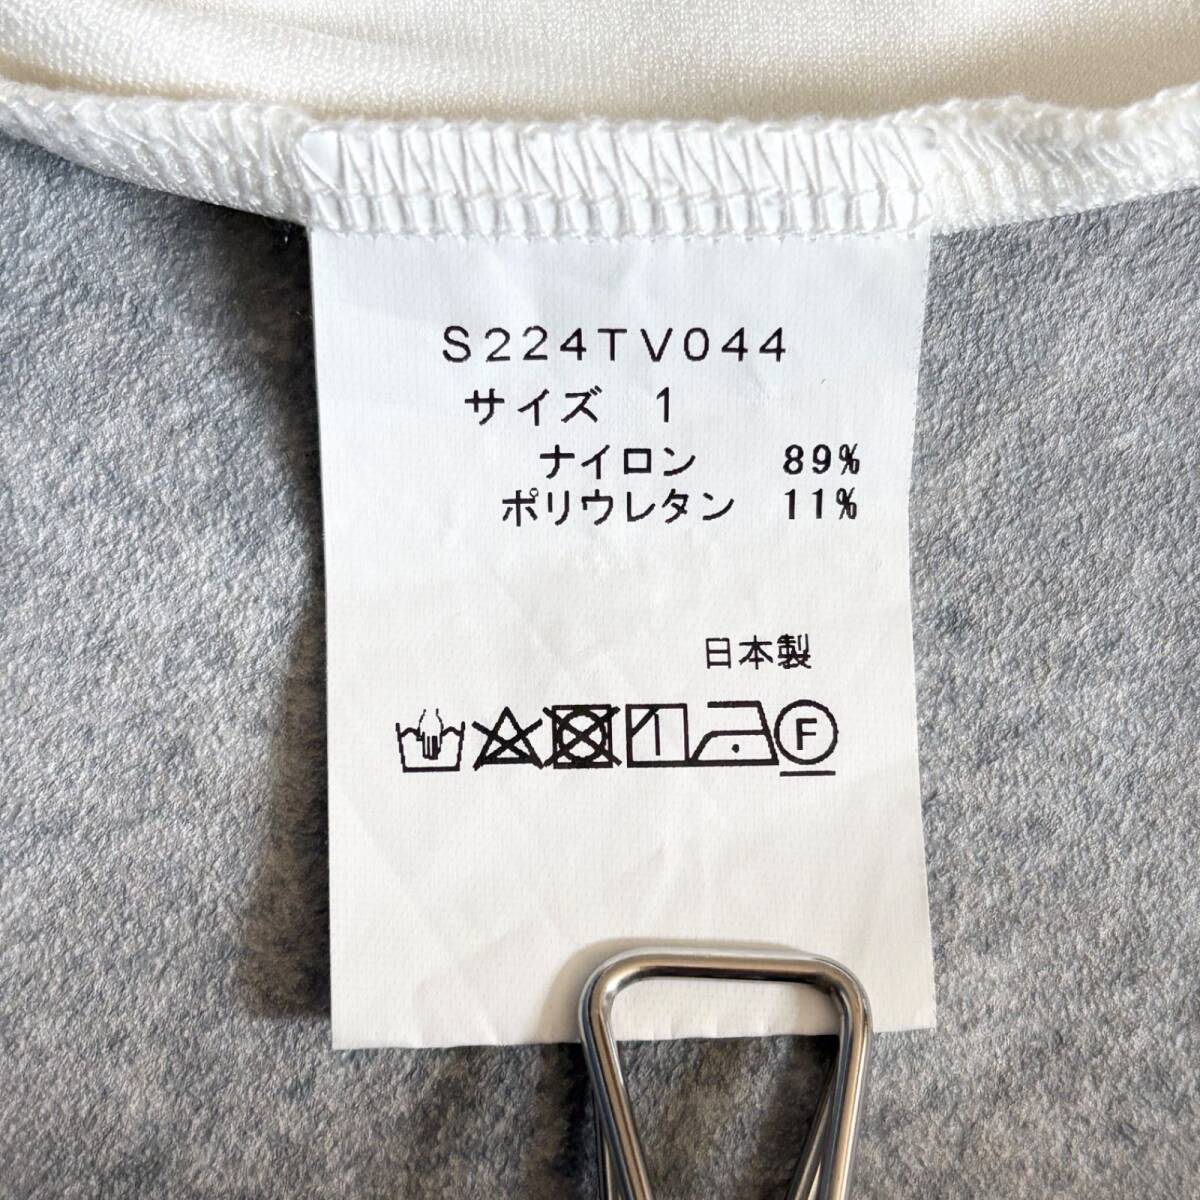 S224TV044
サイズ 1
ナイロン 89%
ポリウレタン 11%
日本製
F